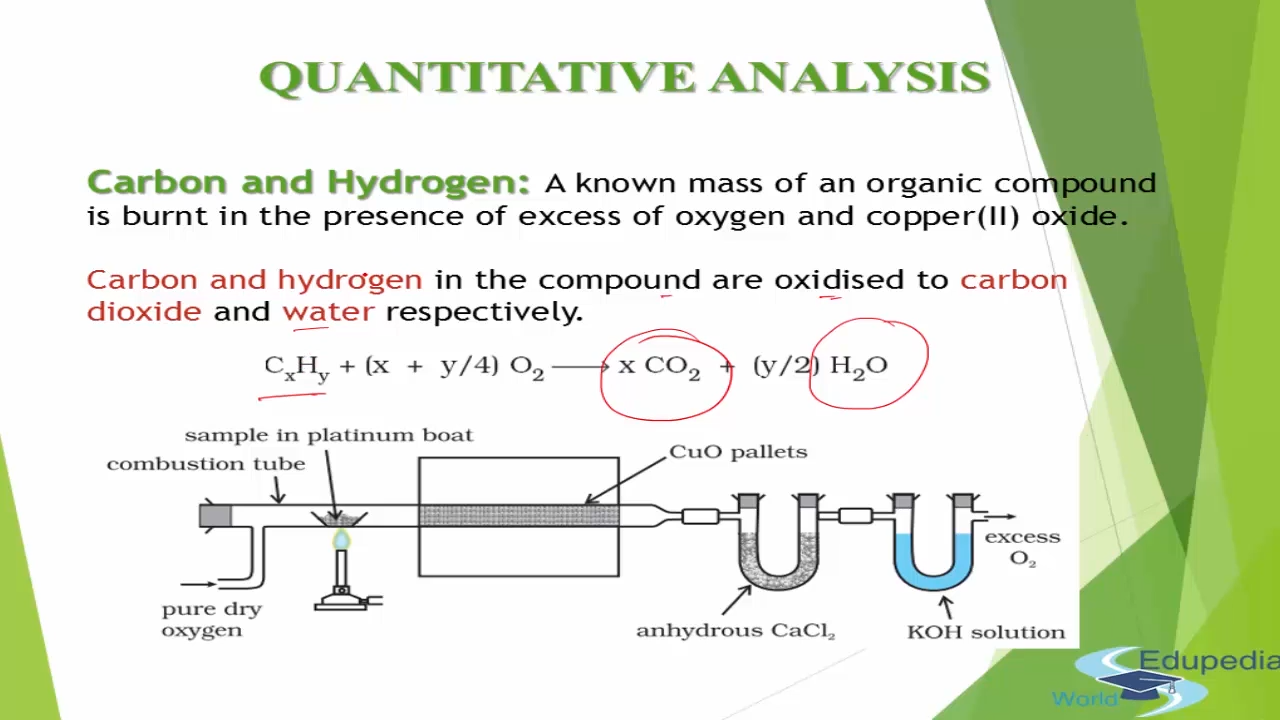 QUANTITATIVE ANALYSIS
Carbon and Hydrogen: A known mass of an organic compound
is burnt in the presence of excess of oxygen and copper(II) oxide.
Carbon and hydrogen in the compound are oxidised to carbon
dioxide and water respectively.
CₓHᵧ + (x + y/4) O₂ ⟶ x CO₂ + (y/2) H₂O
sample in platinum boat
combustion tube
CuO pallets
pure dry
oxygen
anhydrous CaCl₂
KOH solution
excess
O₂
Edupedia
World